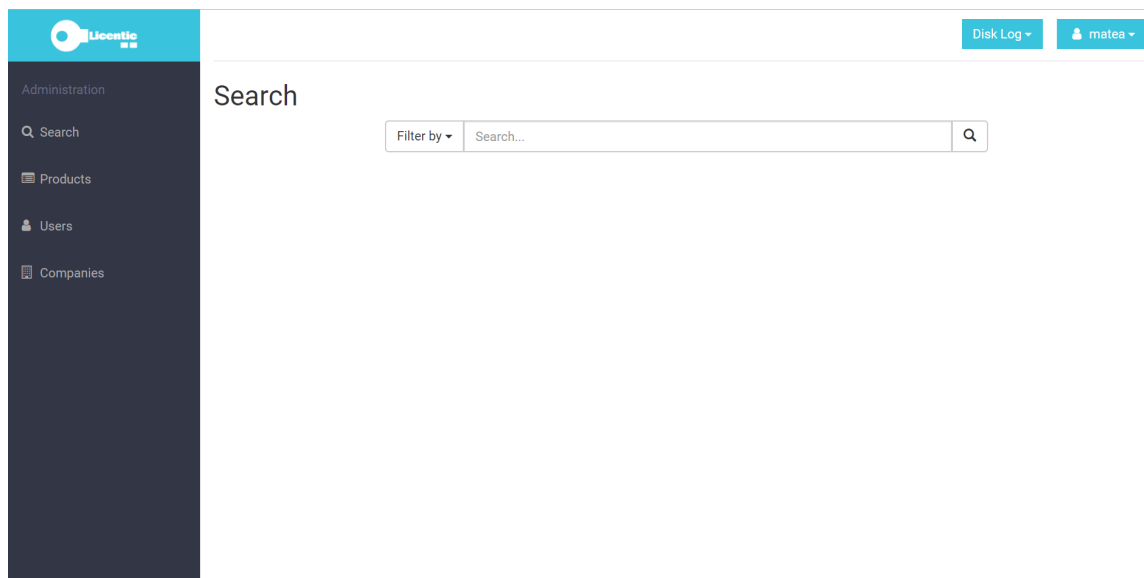 Licentic
Disk Log
matea
Administration
Search
Products
Users
Companies
Search
Filter by
Search...